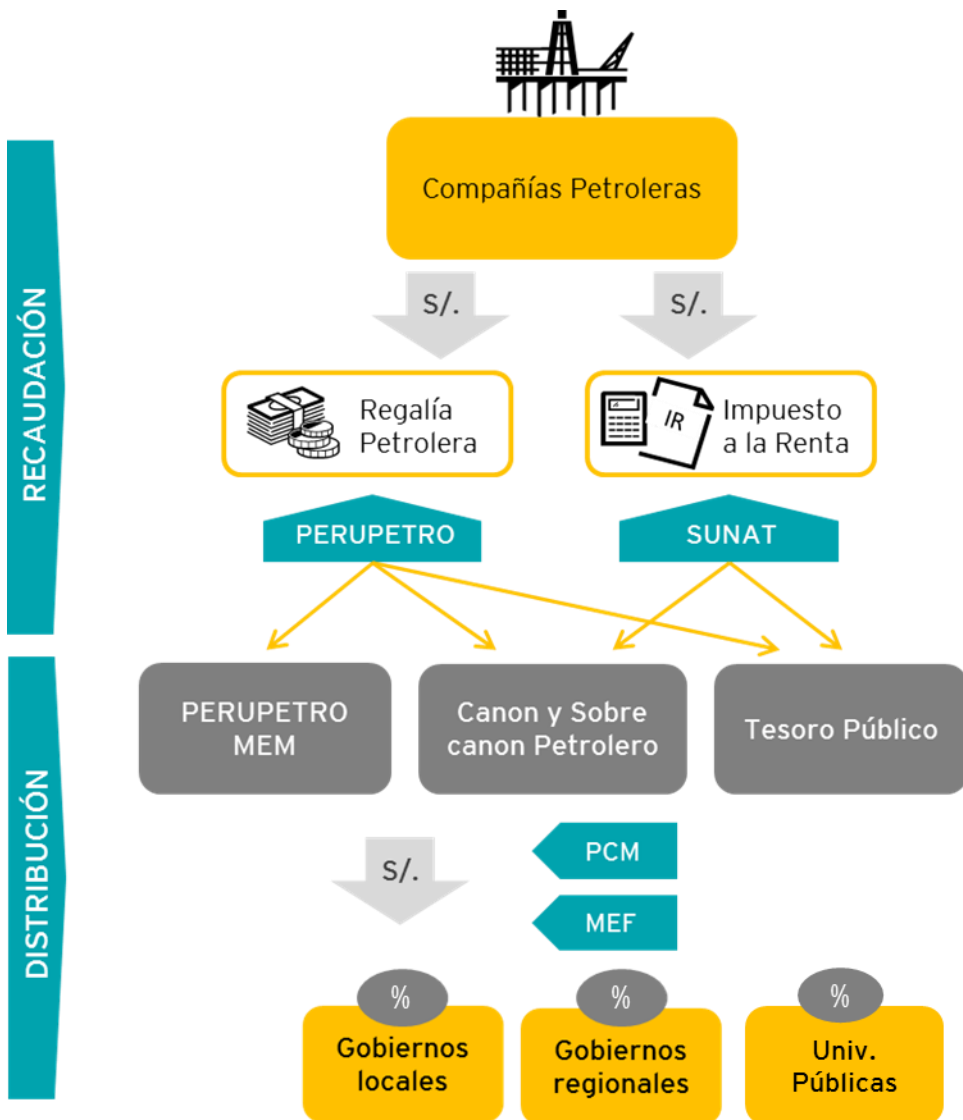 Compañías Petroleras
S/.
S/.
RECAUDACIÓN
Regalía
Petrolera
IR
Impuesto
a la Renta
PERUPETRO
SUNAT
DISTRIBUCIÓN
PERUPETRO
MEM
Canon y Sobre
canon Petrolero
Tesoro Público
S/.
PCM
MEF
%
%
%
Gobiernos
locales
Gobiernos
regionales
Univ.
Públicas